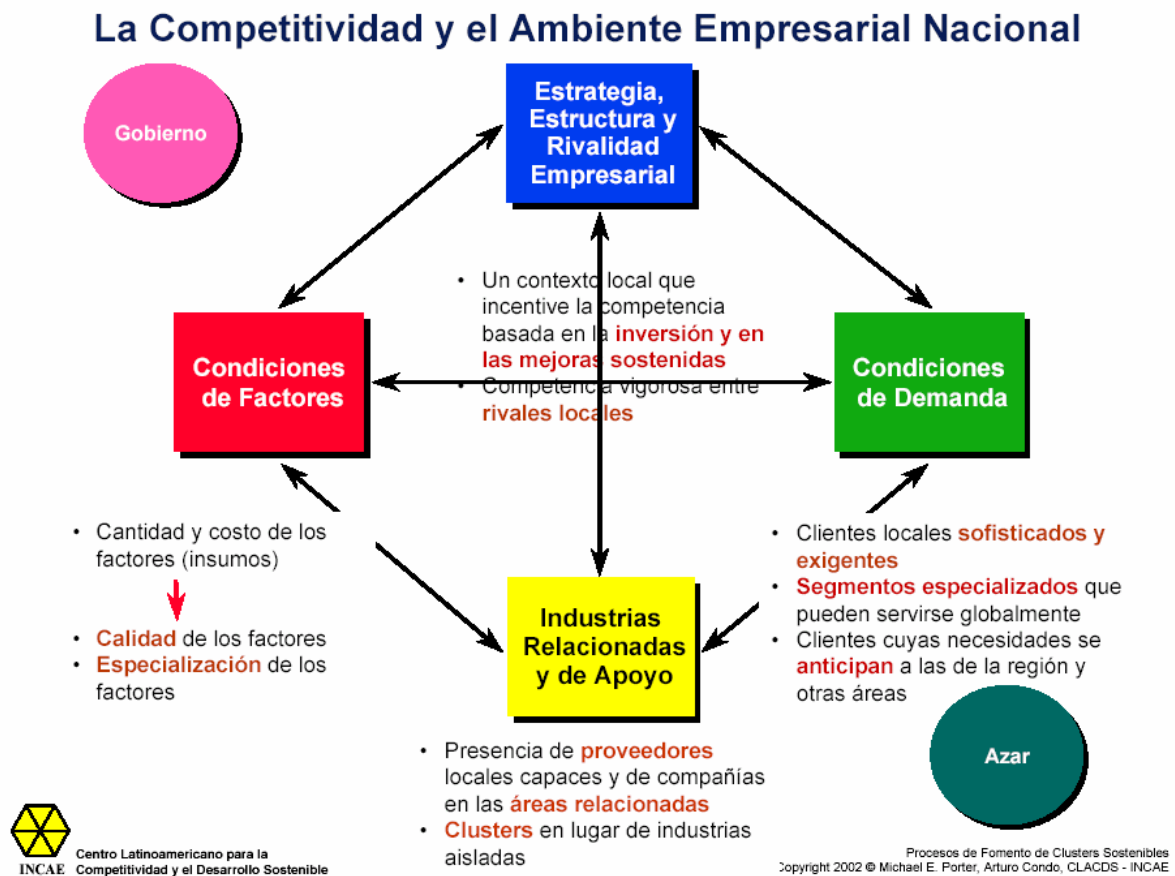 La Competitividad y el Ambiente Empresarial Nacional
Gobierno
Estrategia,
Estructura y
Rivalidad
Empresarial
• Un contexto local que
incentive la competencia
basada en la inversión y en
las mejoras sostenidas
• Competencia vigorosa entre
rivales locales
Condiciones
de Factores
Condiciones
de Demanda
• Cantidad y costo de los
factores (insumos)
• Calidad de los factores
• Especialización de los
factores
Industrias
Relacionadas
y de Apoyo
• Clientes locales sofisticados y
exigentes
• Segmentos especializados que
pueden servirse globalmente
• Clientes cuyas necesidades se
anticipan a las de la región y
otras áreas
• Presencia de proveedores
locales capaces y de compañías
en las áreas relacionadas
• Clusters en lugar de industrias
aisladas
Azar
INCAE
Centro Latinoamericano para la
Competitividad y el Desarrollo Sostenible
Procesos de Fomento de Clusters Sostenibles
Copyright 2002 © Michael E. Porter, Arturo Condo, CLACDS - INCAE